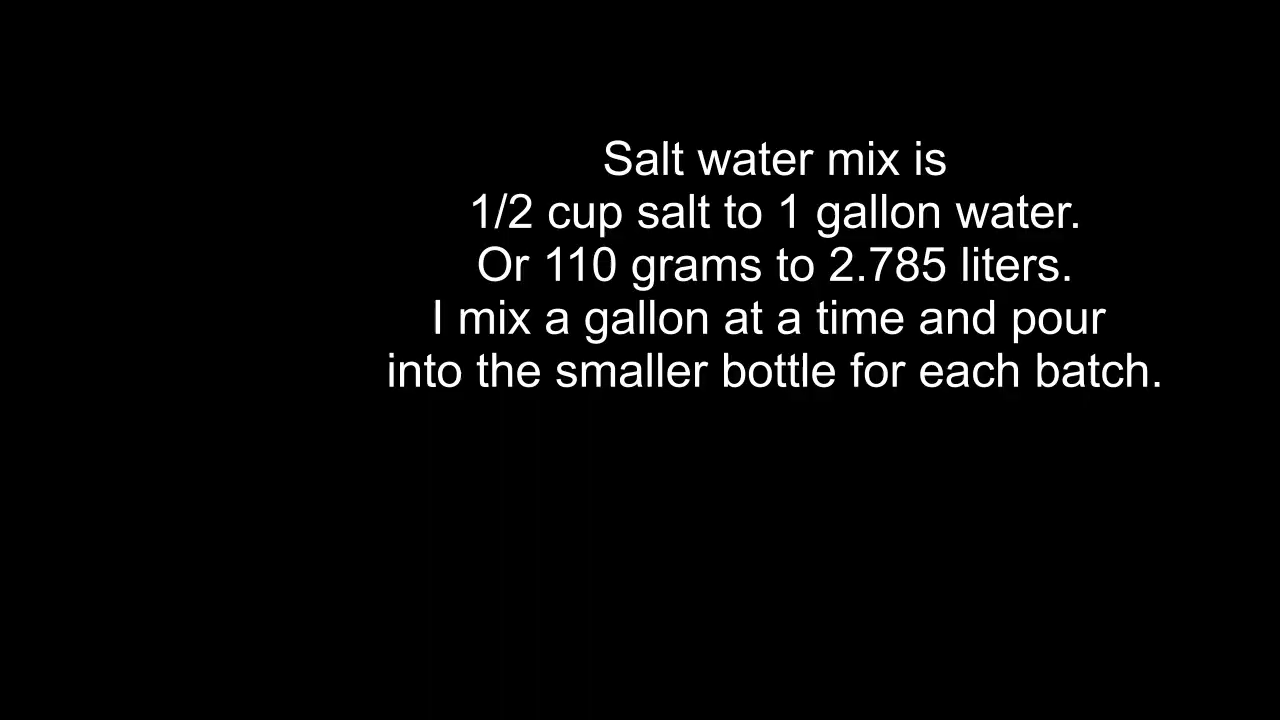 Salt water mix is
1/2 cup salt to 1 gallon water.
Or 110 grams to 2.785 liters.
I mix a gallon at a time and pour
into the smaller bottle for each batch.